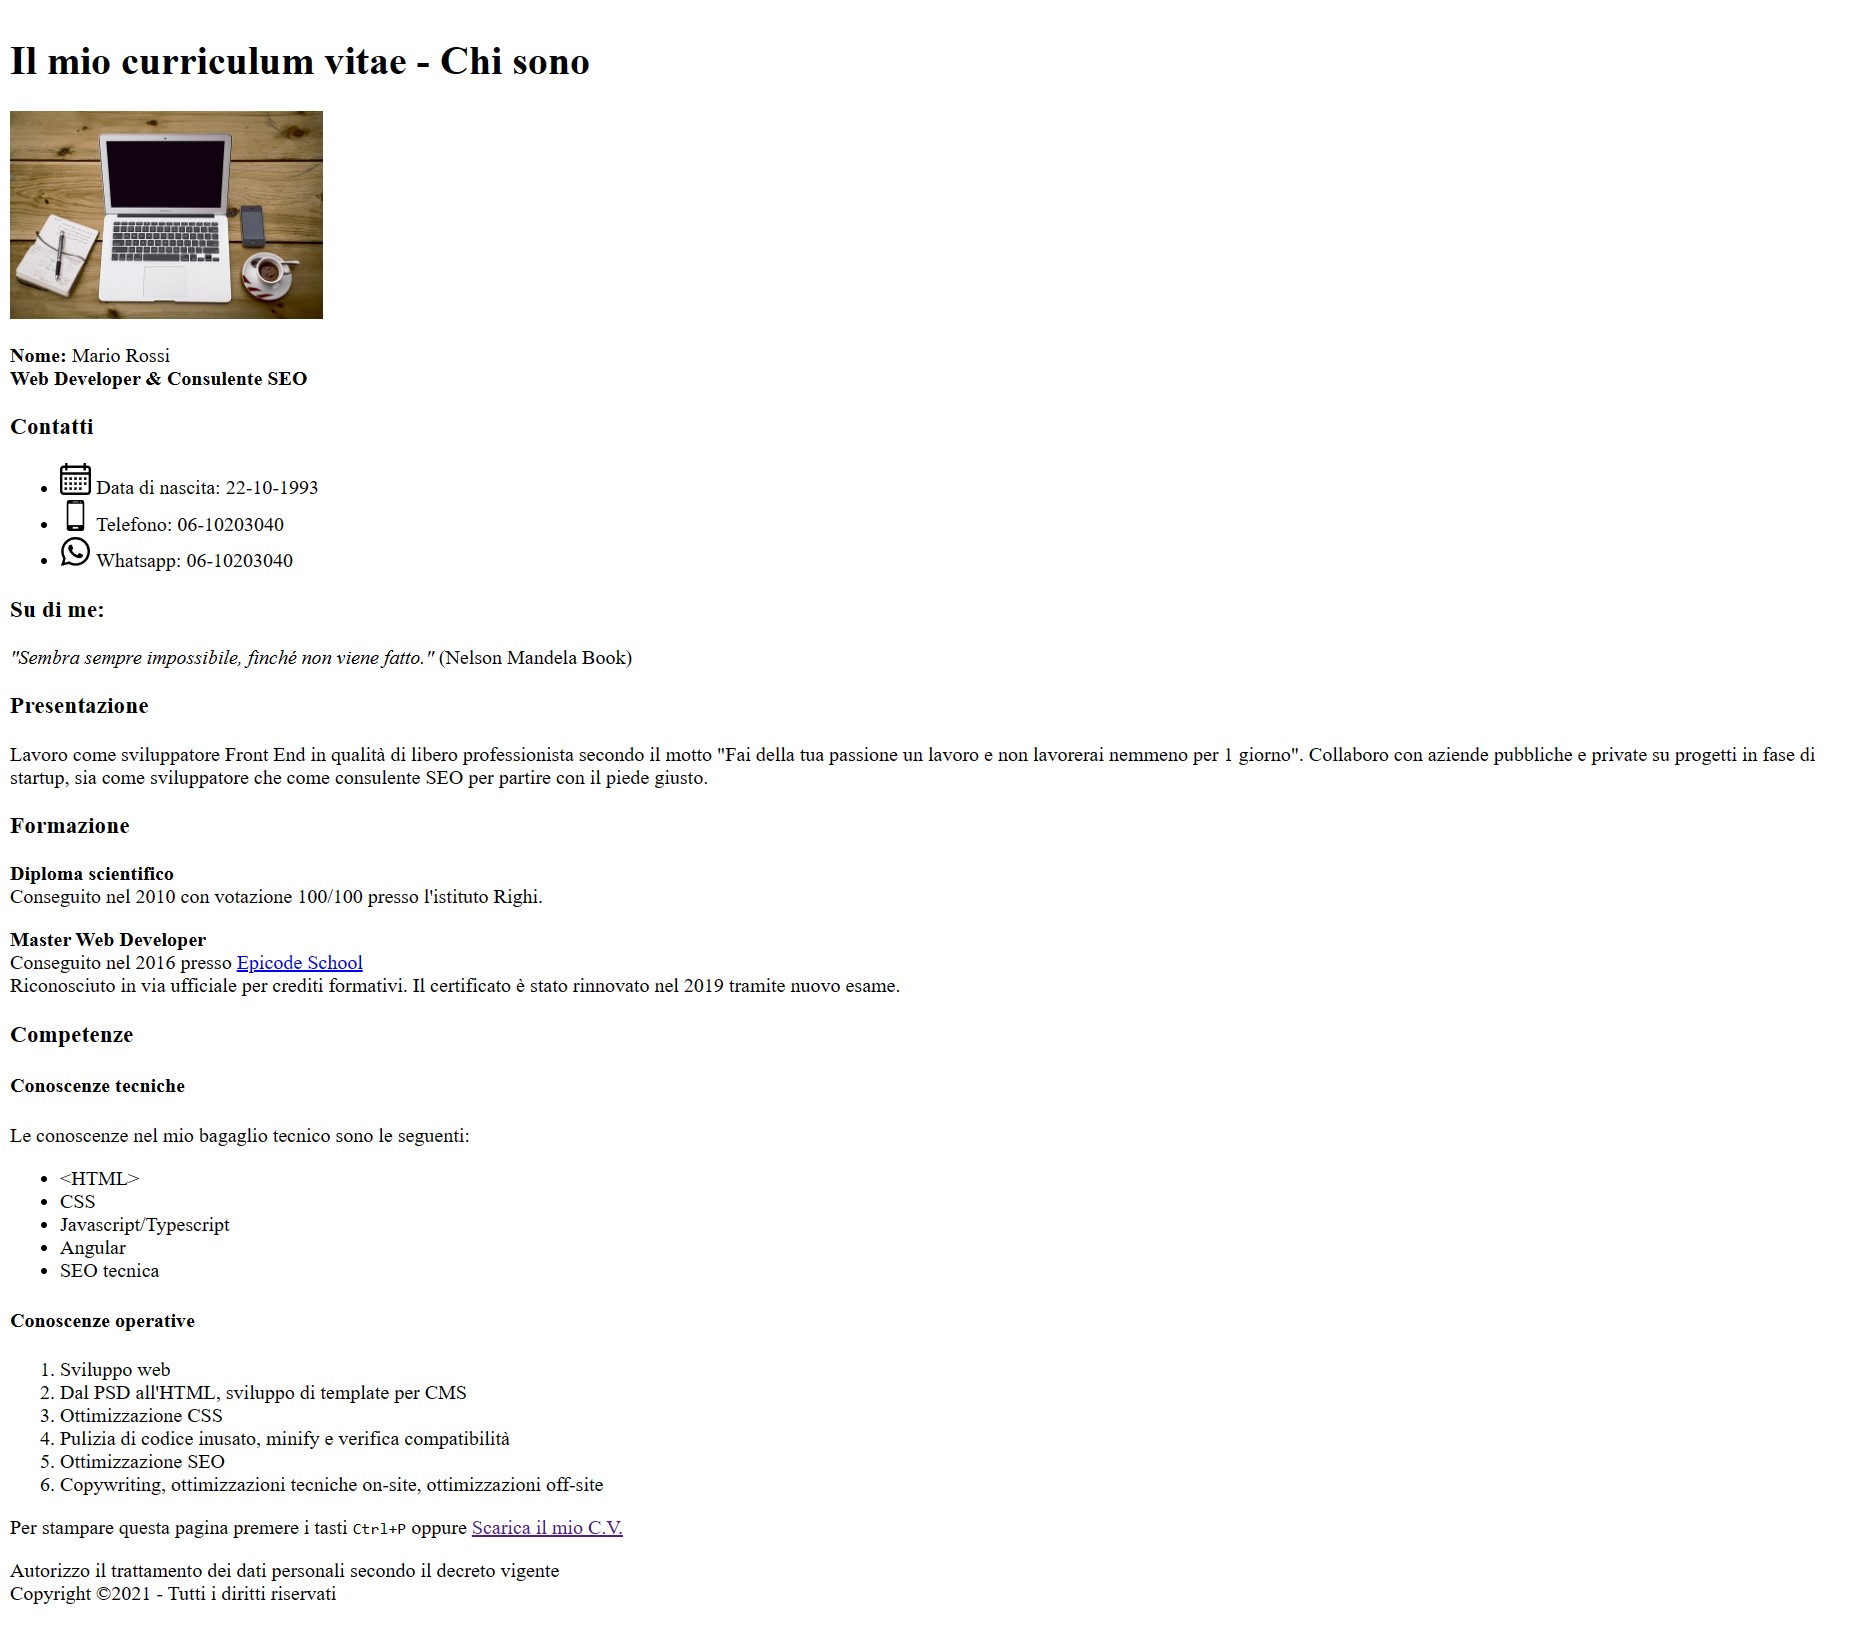 Il mio curriculum vitae - Chi sono
Nome: Mario Rossi
Web Developer & Consulente SEO
Contatti
Data di nascita: 22-10-1993
Telefono: 06-10203040
Whatsapp: 06-10203040
Su di me:
"Sembra sempre impossibile, finché non viene fatto." (Nelson Mandela Book)
Presentazione
Lavoro come sviluppatore Front End in qualità di libero professionista secondo il motto "Fai della tua passione un lavoro e non lavorerai nemmeno per 1 giorno". Collaboro con aziende pubbliche e private su progetti in fase di
startup, sia come sviluppatore che come consulente SEO per partire con il piede giusto.
Formazione
Diploma scientifico
Conseguito nel 2010 con votazione 100/100 presso l'istituto Righi.
Master Web Developer
Conseguito nel 2016 presso Epicode School
Riconosciuto in via ufficiale per crediti formativi. Il certificato è stato rinnovato nel 2019 tramite nuovo esame.
Competenze
Conoscenze tecniche
Le conoscenze nel mio bagaglio tecnico sono le seguenti:
<HTML>
CSS
Javascript/Typescript
Angular
SEO tecnica
Conoscenze operative
1. Sviluppo web
2. Dal PSD all'HTML, sviluppo di template per CMS
3. Ottimizzazione CSS
4. Pulizia di codice inusato, minify e verifica compatibilità
5. Ottimizzazione SEO
6. Copywriting, ottimizzazioni tecniche on-site, ottimizzazioni off-site
Per stampare questa pagina premere i tasti Ctrl+P oppure Scarica il mio C.V.
Autorizzo il trattamento dei dati personali secondo il decreto vigente
Copyright ©2021 - Tutti i diritti riservati